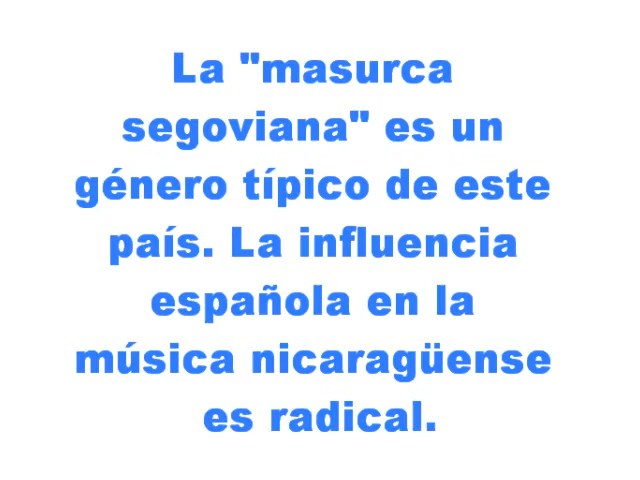 La "masurca
segoviana" es un
género típico de este
país. La influencia
española en la
música nicaragüense
es radical.